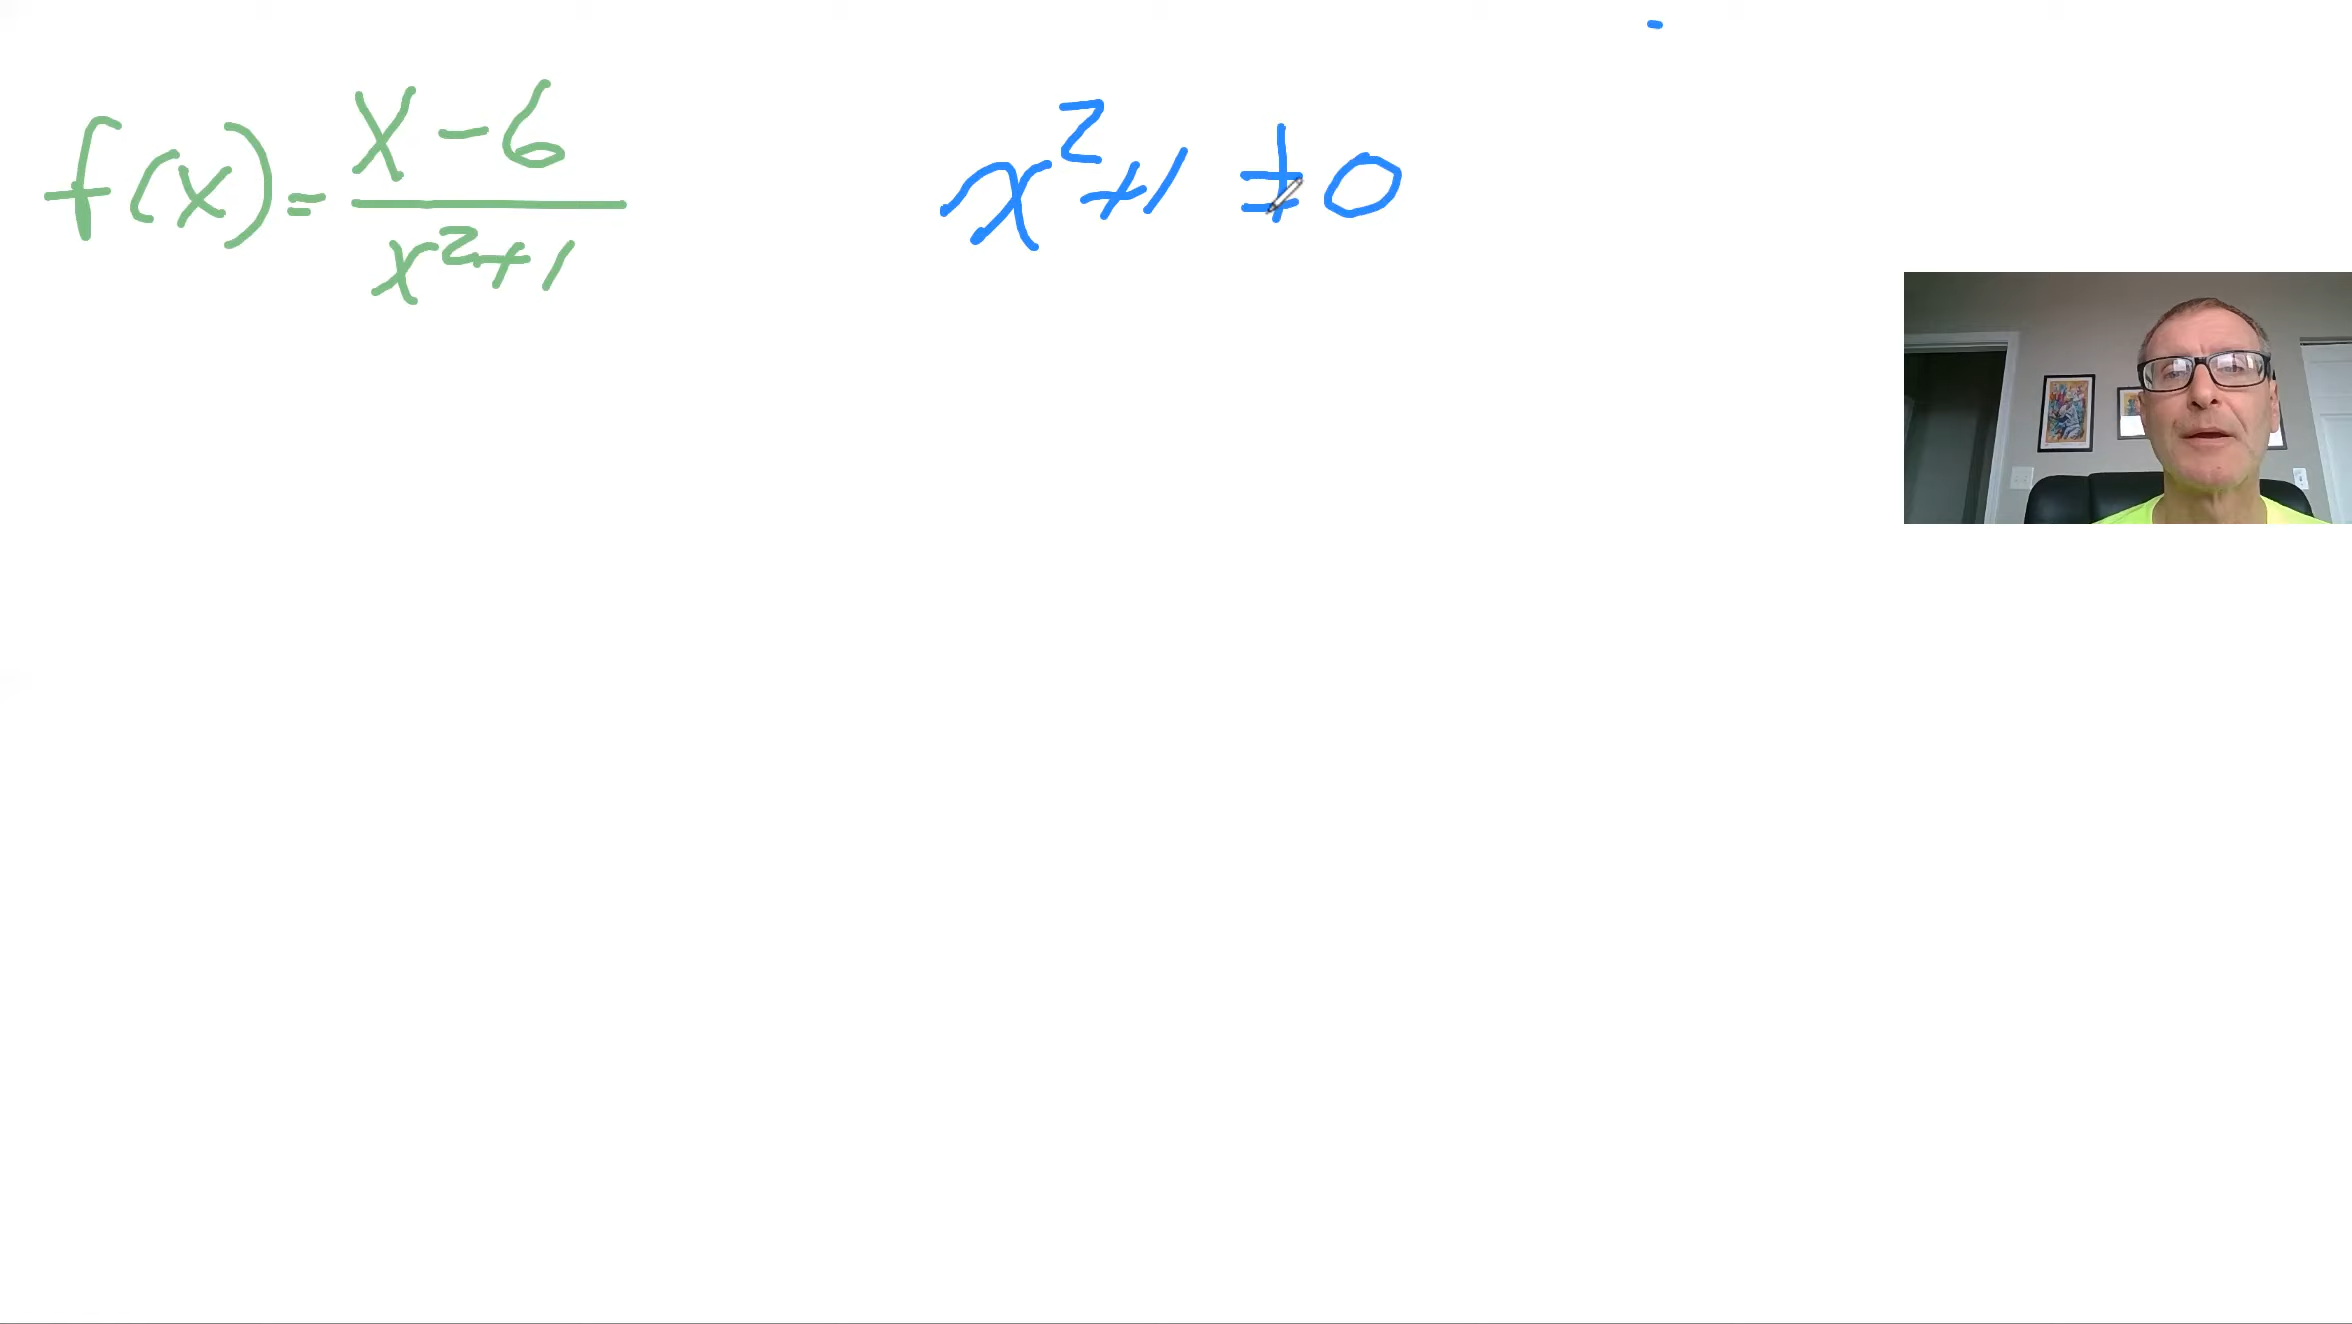 f(x) = x - 6 / x² + 1
x² + 1 ≠ 0